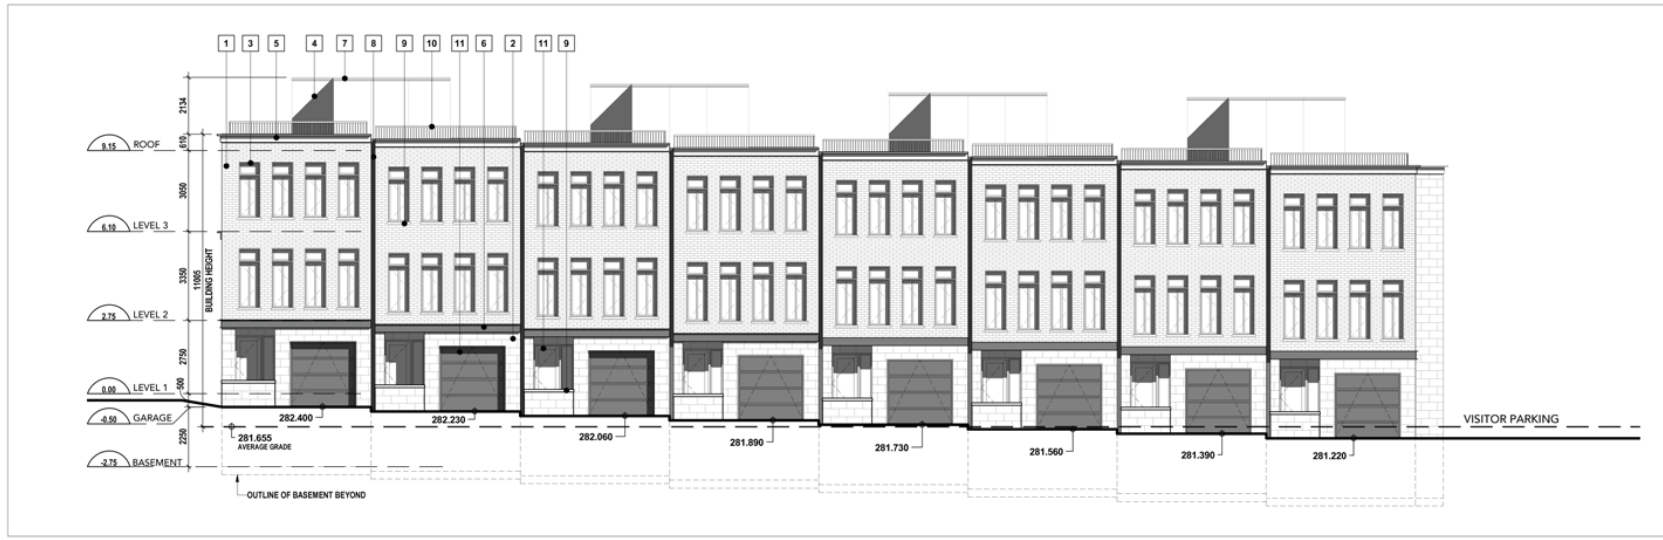 1 3 5 4 7 8 9 10 11 6 2 11 9
2134
610
9.15 ROOF
3050
6.10 LEVEL 3
3350
11005
BUILDING HEIGHT
2.75 LEVEL 2
2750
500
0.00 LEVEL 1
-0.50 GARAGE
2250
282.400
282.230
282.060
281.890
281.730
281.560
281.390
281.220
VISITOR PARKING
281.655
AVERAGE GRADE
-2.75 BASEMENT
OUTLINE OF BASEMENT BEYOND